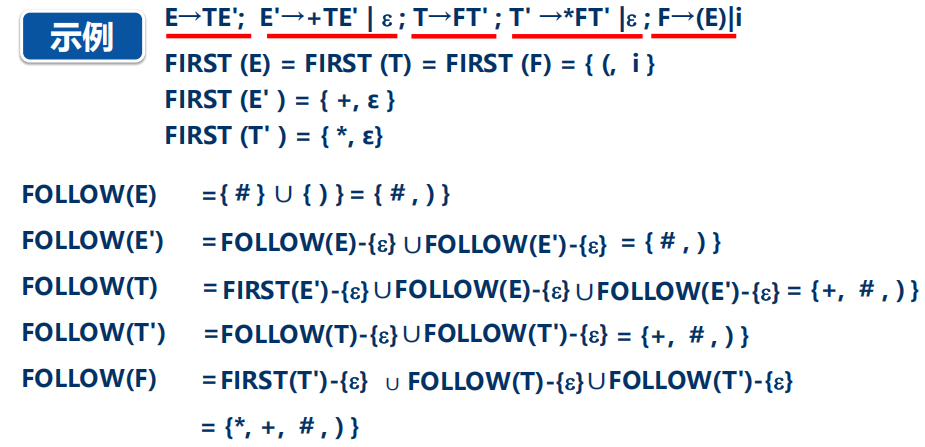 示例
E→TE'; E'→+TE' | ε ; T→FT' ; T' →*FT' |ε ; F→(E)|i
FIRST (E) = FIRST (T) = FIRST (F) = { (, i }
FIRST (E' ) = { +, ε }
FIRST (T' ) = { *, ε}
FOLLOW(E) ={ # } ∪ { ) } = { # , ) }
FOLLOW(E') =FOLLOW(E)-{ε} ∪FOLLOW(E')-{ε} = { # , ) }
FOLLOW(T) = FIRST(E')-{ε}∪FOLLOW(E)-{ε}∪FOLLOW(E')-{ε} = {+, # , ) }
FOLLOW(T') =FOLLOW(T)-{ε}∪FOLLOW(T')-{ε} = {+, # , ) }
FOLLOW(F) =FIRST(T')-{ε} ∪ FOLLOW(T)-{ε}∪FOLLOW(T')-{ε}
= {*, +, # , ) }